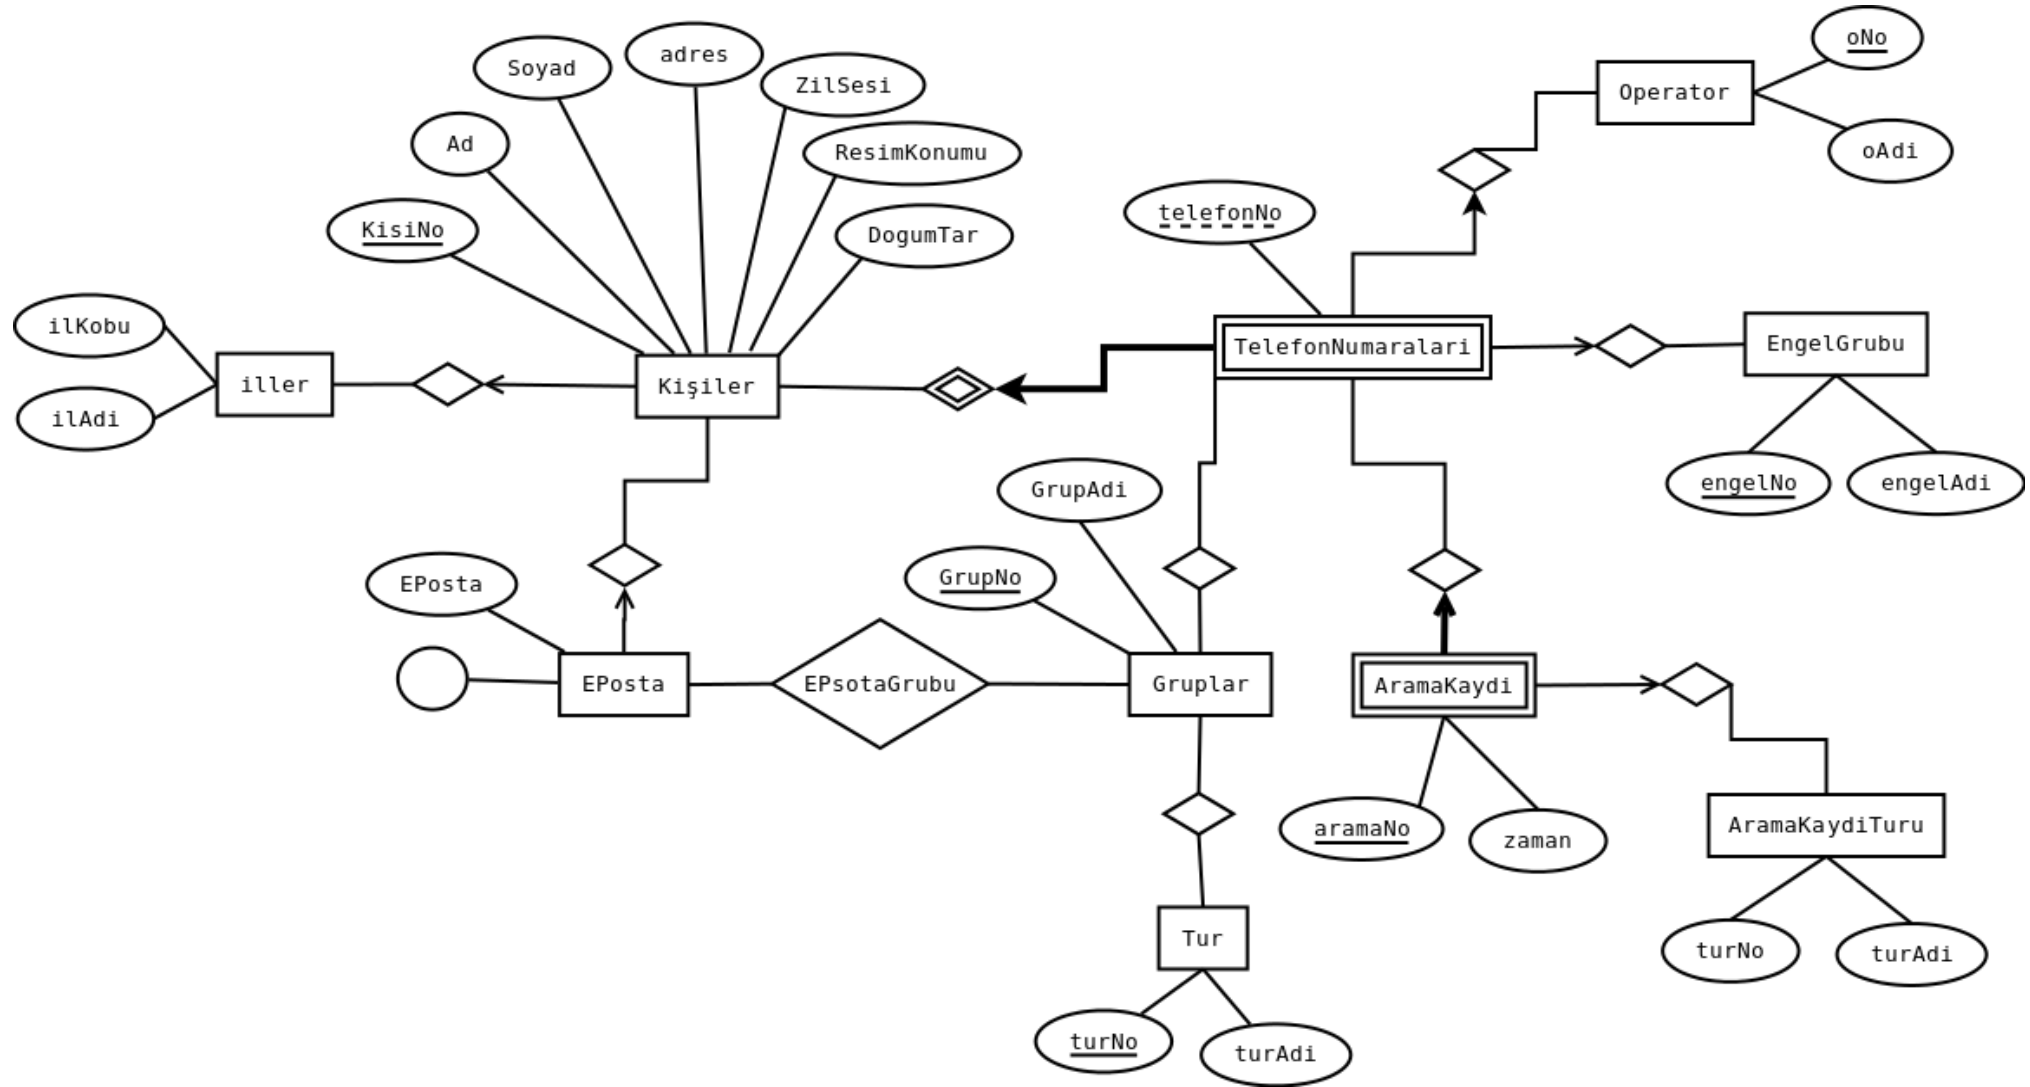 oNo
adres
Soyad
ZilSesi
Operator
Ad
ResimKonumu
oAdi
telefonNo
KisiNo
DogumTar
ilKobu
TelefonNumaralari
EngelGrubu
iller
Kişiler
ilAdi
GrupAdi
engelNo
engelAdi
EPosta
GrupNo
EPosta
EPsotaGrubu
Gruplar
AramaKaydi
aramaNo
zaman
AramaKaydiTuru
Tur
turNo
turAdi
turNo
turAdi